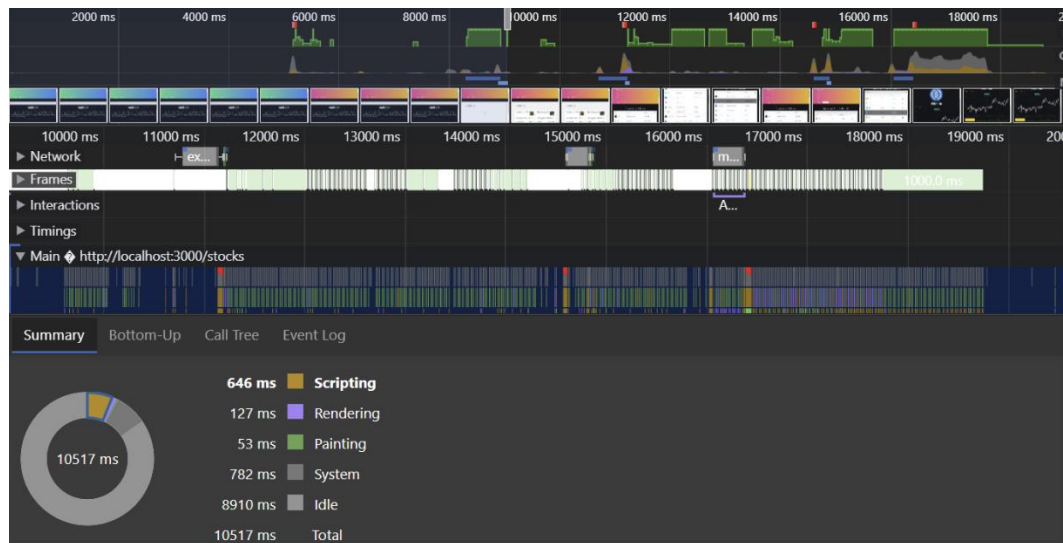 2000 ms 4000 ms 6000 ms 8000 ms 10000 ms 12000 ms 14000 ms 16000 ms 18000 ms
10000 ms 11000 ms 12000 ms 13000 ms 14000 ms 15000 ms 16000 ms 17000 ms 18000 ms 19000 ms 200
Network ex... m...
Frames 1000.0 ms
Interactions A...
Timings
Main � http://localhost:3000/stocks
Summary Bottom-Up Call Tree Event Log
646 ms Scripting
127 ms Rendering
53 ms Painting
10517 ms
782 ms System
8910 ms Idle
10517 ms Total